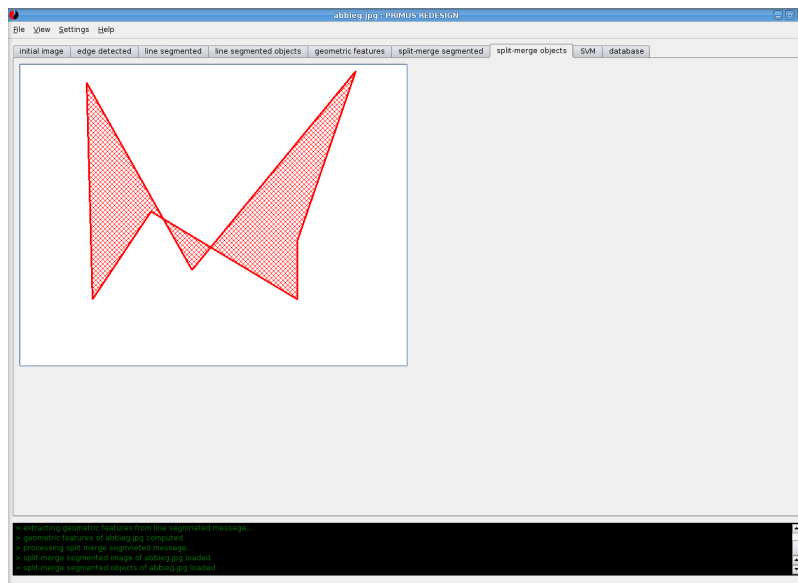 abbieg.jpg : PRIMUS REDESIGN
File View Settings Help
initial image edge detected line segmented line segmented objects geometric features split-merge segmented split-merge objects SVM database
> extracting geometric features from line segmneted message...
> geometric features of abbieg.jpg computed
> processing split merge segmneted message...
> split-merge segmented image of abbieg.jpg loaded
> split-merge segmented objects of abbieg.jpg loaded